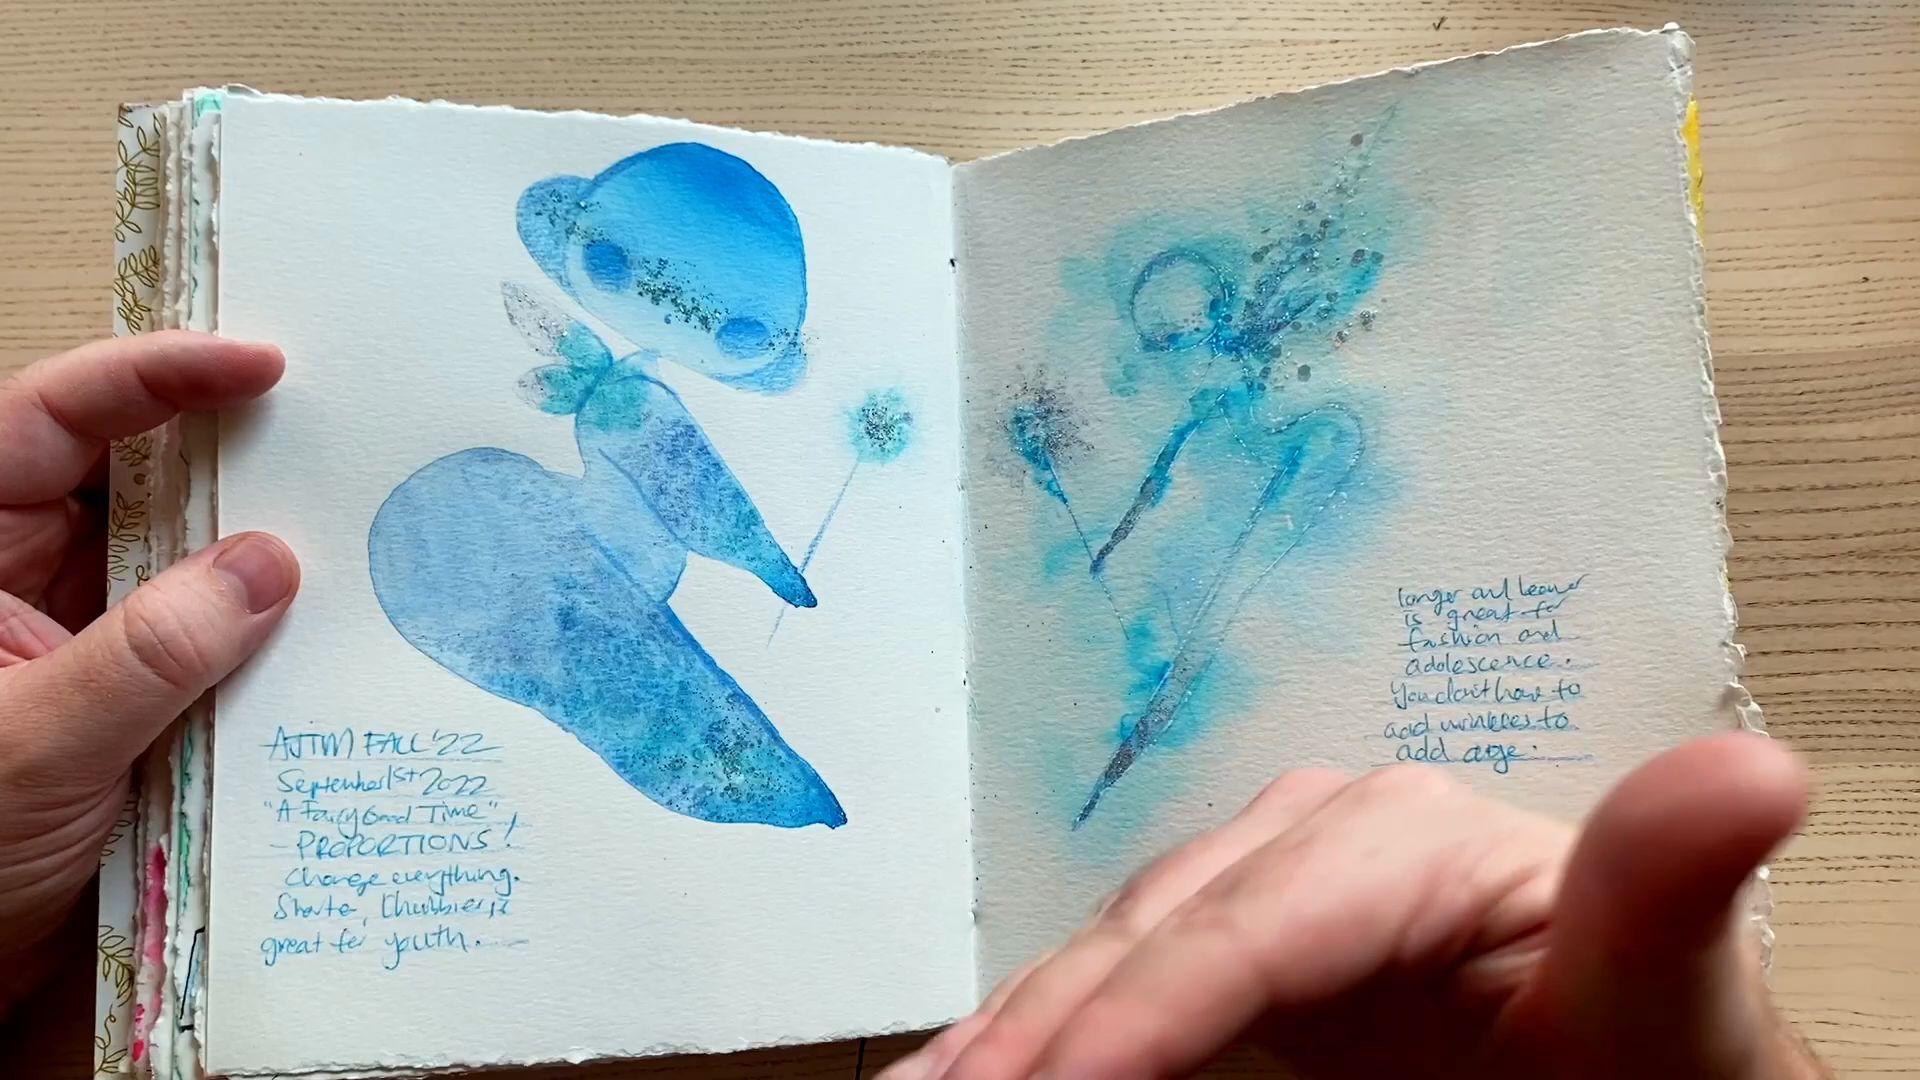 AJTM FALL '22
September 1st 2022
"A Fairy Good Time"
- PROPORTIONS!
Change everything.
Shorter, Chubbier is
great for youth.
longer and leaner
is great for
fashion and
adolescence.
You don't have to
add wrinkles to
add age.